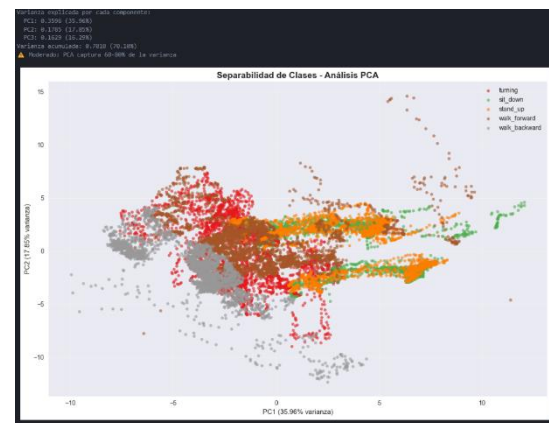 Varianza explicada por cada componente:
PC1: 0.3596 (35.96%)
PC2: 0.1785 (17.85%)
PC3: 0.1629 (16.29%)
Varianza acumulada: 0.7010 (70.10%)
⚠ Moderado: PCA captura 60-80% de la varianza
Separabilidad de Clases - Análisis PCA
turning
sit_down
stand_up
walk_forward
walk_backward
15
10
5
0
−5
−10
PC2 (17.85% varianza)
−10
−5
0
5
10
PC1 (35.96% varianza)